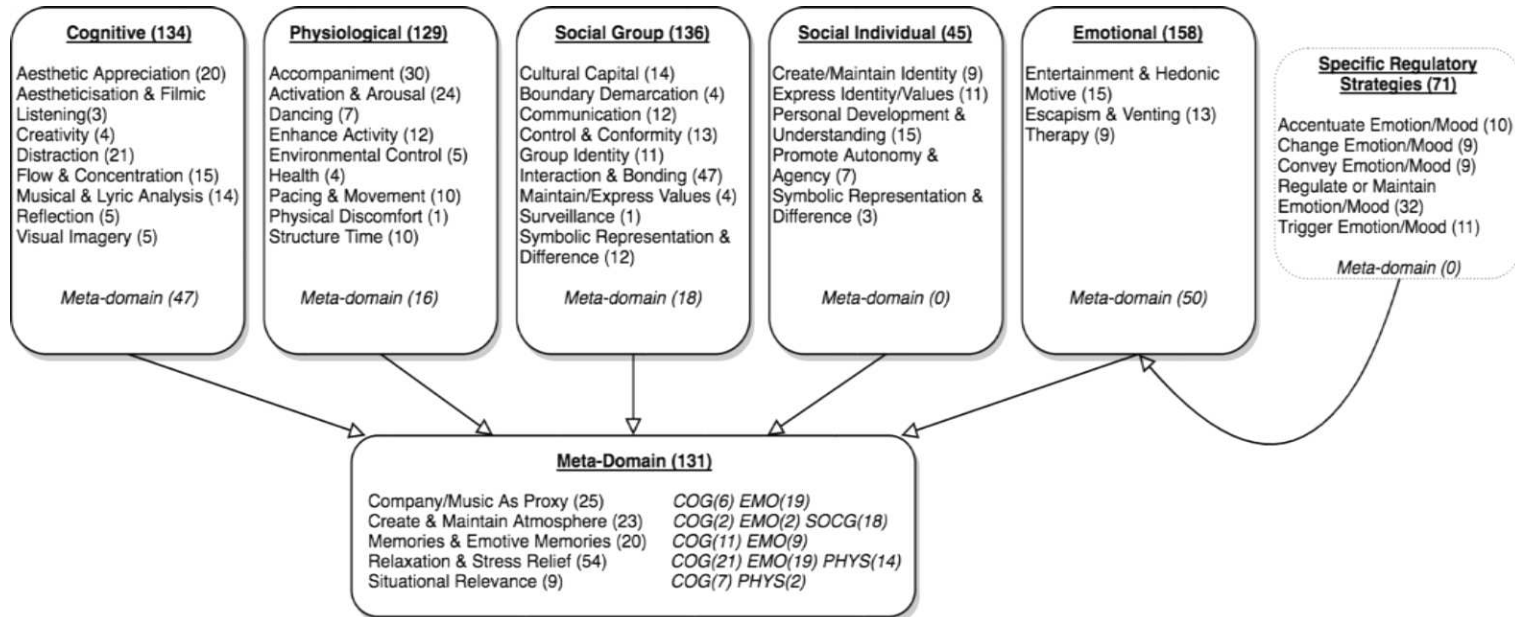 Cognitive (134)
Aesthetic Appreciation (20)
Aestheticisation & Filmic
Listening(3)
Creativity (4)
Distraction (21)
Flow & Concentration (15)
Musical & Lyric Analysis (14)
Reflection (5)
Visual Imagery (5)
Meta-domain (47)
Physiological (129)
Accompaniment (30)
Activation & Arousal (24)
Dancing (7)
Enhance Activity (12)
Environmental Control (5)
Health (4)
Pacing & Movement (10)
Physical Discomfort (1)
Structure Time (10)
Meta-domain (16)
Social Group (136)
Cultural Capital (14)
Boundary Demarcation (4)
Communication (12)
Control & Conformity (13)
Group Identity (11)
Interaction & Bonding (47)
Maintain/Express Values (4)
Surveillance (1)
Symbolic Representation &
Difference (12)
Meta-domain (18)
Social Individual (45)
Create/Maintain Identity (9)
Express Identity/Values (11)
Personal Development &
Understanding (15)
Promote Autonomy &
Agency (7)
Symbolic Representation &
Difference (3)
Meta-domain (0)
Emotional (158)
Entertainment & Hedonic
Motive (15)
Escapism & Venting (13)
Therapy (9)
Meta-domain (50)
Specific Regulatory
Strategies (71)
Accentuate Emotion/Mood (10)
Change Emotion/Mood (9)
Convey Emotion/Mood (9)
Regulate or Maintain
Emotion/Mood (32)
Trigger Emotion/Mood (11)
Meta-domain (0)
Meta-Domain (131)
Company/Music As Proxy (25) COG(6) EMO(19)
Create & Maintain Atmosphere (23) COG(2) EMO(2) SOCG(18)
Memories & Emotive Memories (20) COG(11) EMO(9)
Relaxation & Stress Relief (54) COG(21) EMO(19) PHYS(14)
Situational Relevance (9) COG(7) PHYS(2)